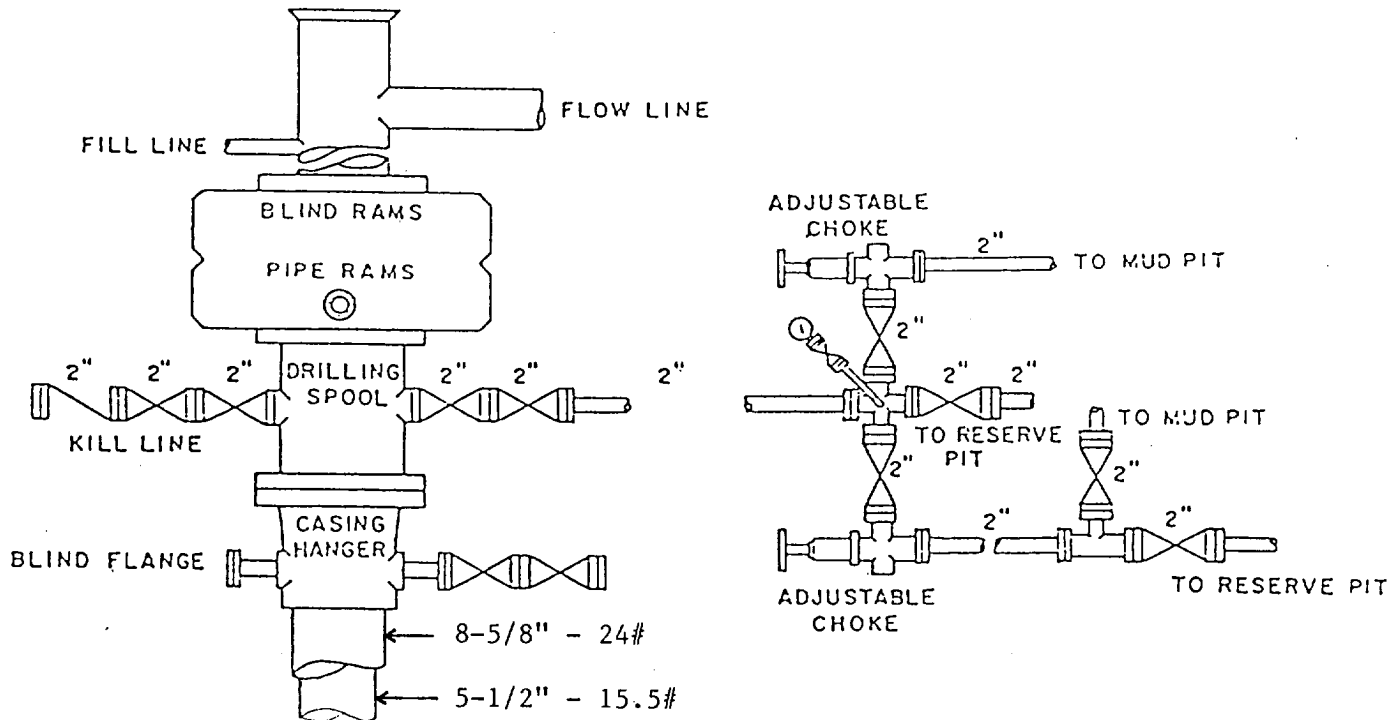 FLOW LINE
FILL LINE
BLIND RAMS
PIPE RAMS
2" 2" 2" DRILLING SPOOL 2" 2" 2"
KILL LINE
CASING HANGER
BLIND FLANGE
8-5/8" - 24#
5-1/2" - 15.5#
ADJUSTABLE
CHOKE
2"
TO MUD PIT
2"
2"
TO RESERVE
PIT
2"
TO MUD PIT
2"
2"
2"
TO RESERVE PIT
ADJUSTABLE
CHOKE